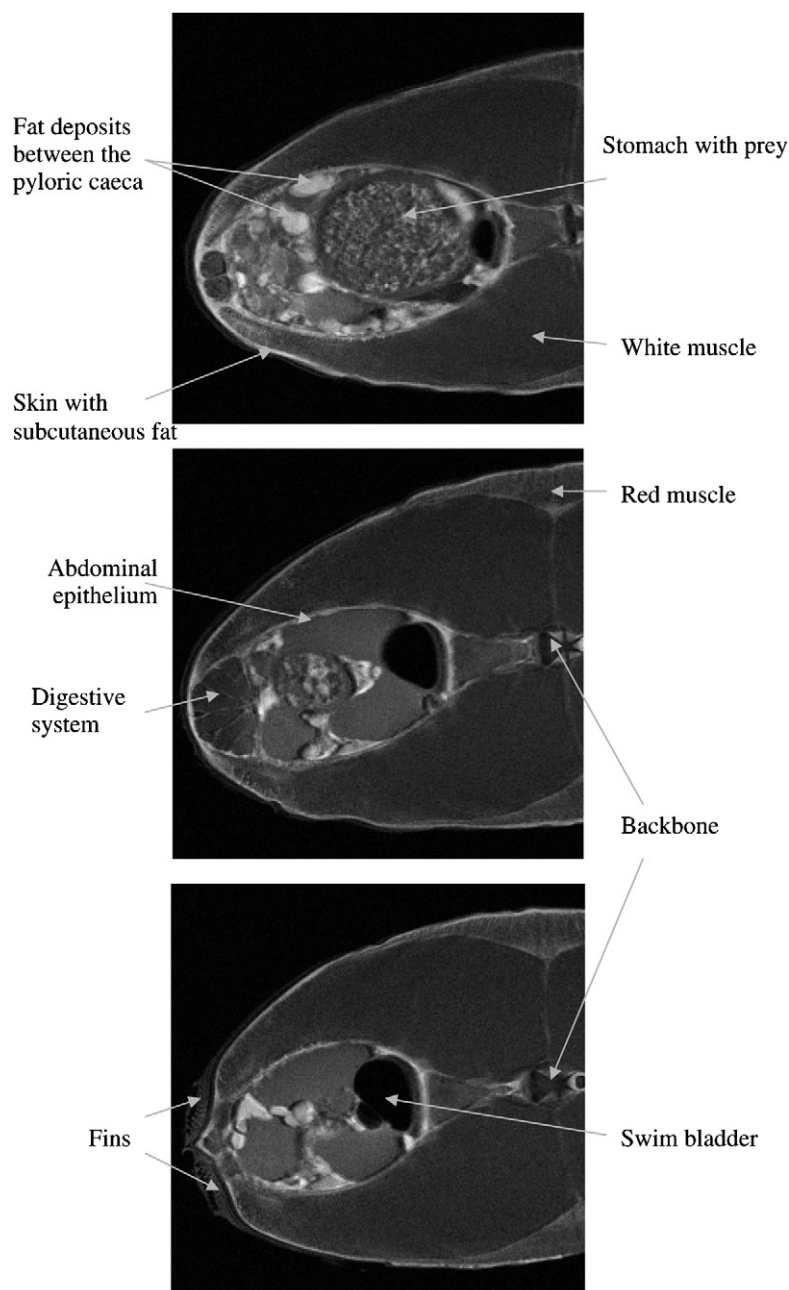 Fat deposits
between the
pyloric caeca
Stomach with prey
White muscle
Skin with
subcutaneous fat
Red muscle
Abdominal
epithelium
Digestive
system
Backbone
Fins
Swim bladder